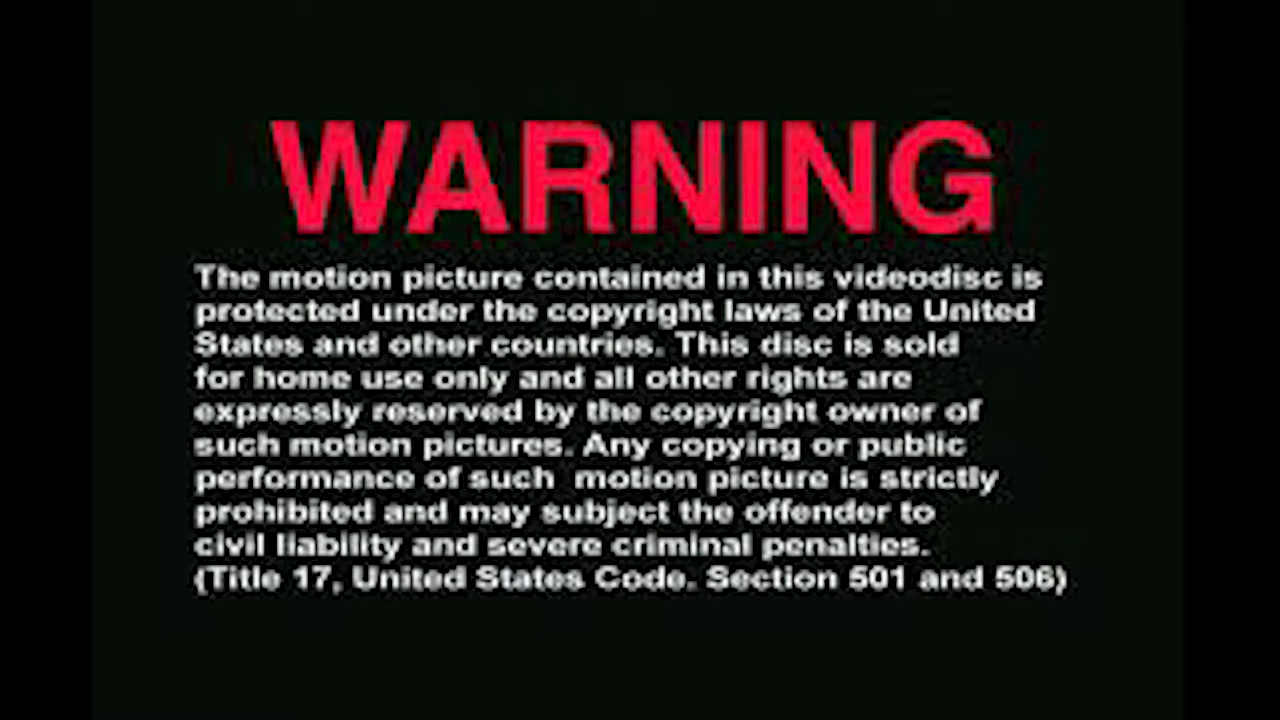 WARNING
The motion picture contained in this videodisc is
protected under the copyright laws of the United
States and other countries. This disc is sold
for home use only and all other rights are
expressly reserved by the copyright owner of
such motion pictures. Any copying or public
performance of such motion picture is strictly
prohibited and may subject the offender to
civil liability and severe criminal penalties.
(Title 17, United States Code. Section 501 and 506)